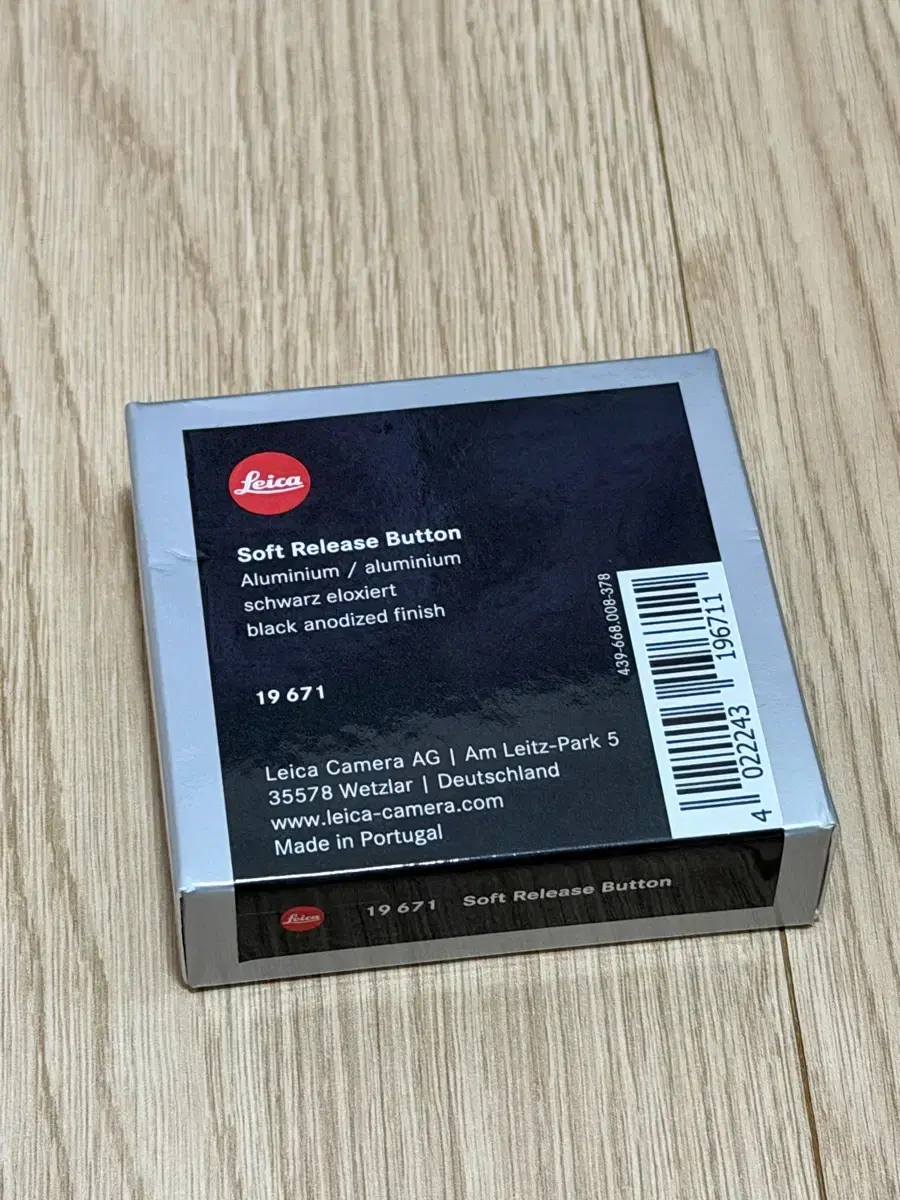 Leica
Soft Release Button
Aluminium / aluminium
schwarz eloxiert
black anodized finish
19 671
Leica Camera AG | Am Leitz-Park 5
35578 Wetzlar | Deutschland
www.leica-camera.com
Made in Portugal
439-668.008-378
4 022243 196711
Leica 19 671 Soft Release Button